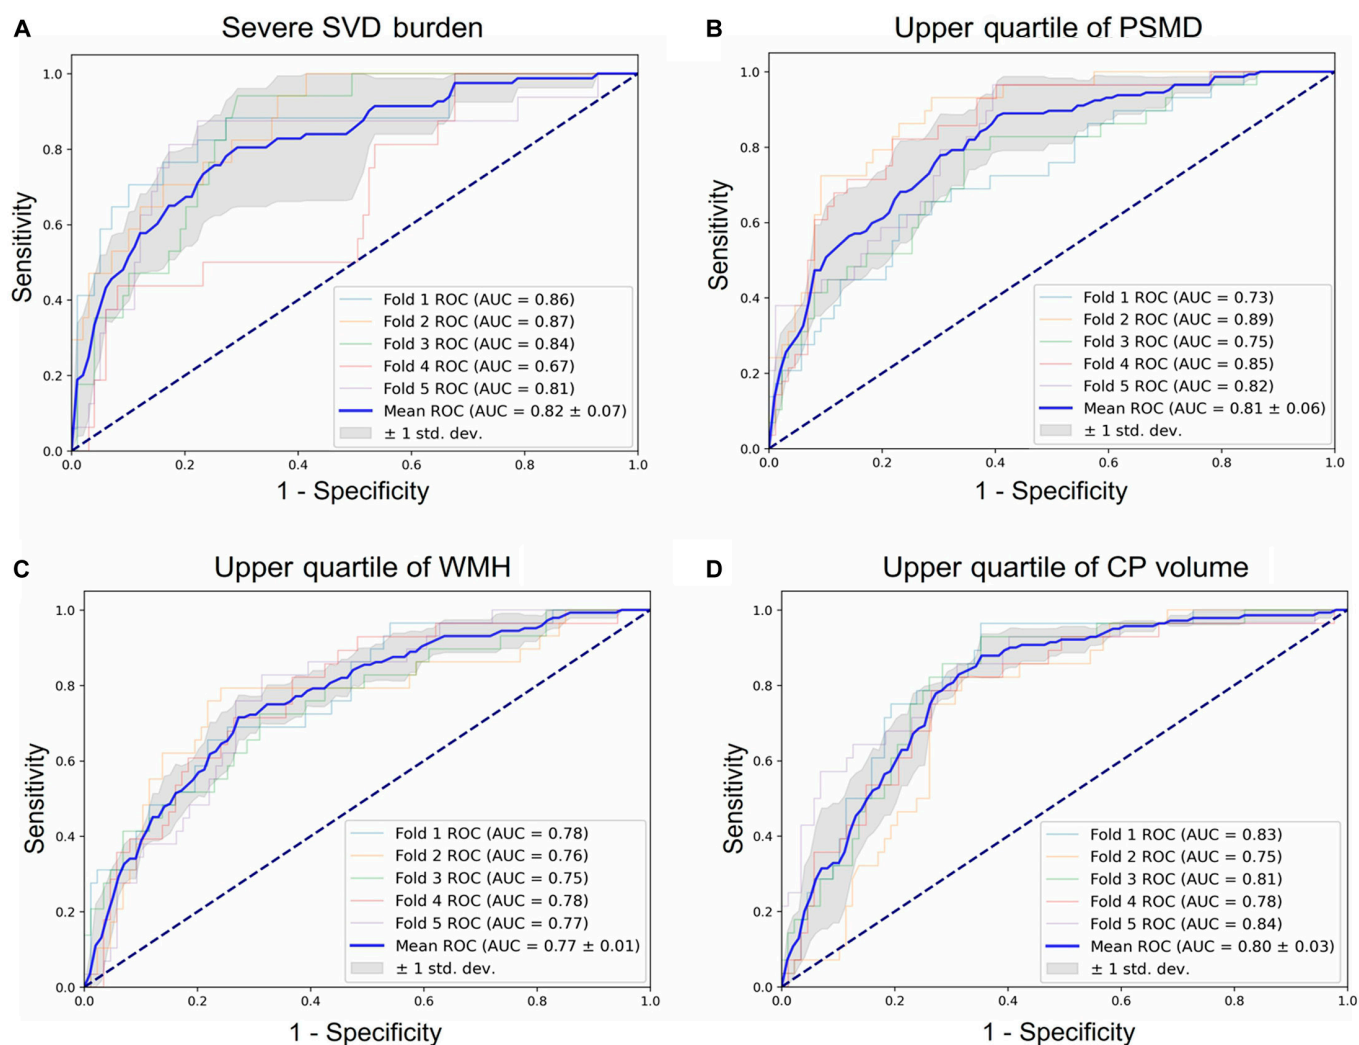 A
Severe SVD burden
Sensitivity
1.0
0.8
0.6
0.4
0.2
0.0
Fold 1 ROC (AUC = 0.86)
Fold 2 ROC (AUC = 0.87)
Fold 3 ROC (AUC = 0.84)
Fold 4 ROC (AUC = 0.67)
Fold 5 ROC (AUC = 0.81)
Mean ROC (AUC = 0.82 ± 0.07)
± 1 std. dev.
0.0 0.2 0.4 0.6 0.8 1.0
1 - Specificity
B
Upper quartile of PSMD
Sensitivity
1.0
0.8
0.6
0.4
0.2
0.0
Fold 1 ROC (AUC = 0.73)
Fold 2 ROC (AUC = 0.89)
Fold 3 ROC (AUC = 0.75)
Fold 4 ROC (AUC = 0.85)
Fold 5 ROC (AUC = 0.82)
Mean ROC (AUC = 0.81 ± 0.06)
± 1 std. dev.
0.0 0.2 0.4 0.6 0.8 1.0
1 - Specificity
C
Upper quartile of WMH
Sensitivity
1.0
0.8
0.6
0.4
0.2
0.0
Fold 1 ROC (AUC = 0.78)
Fold 2 ROC (AUC = 0.76)
Fold 3 ROC (AUC = 0.75)
Fold 4 ROC (AUC = 0.78)
Fold 5 ROC (AUC = 0.77)
Mean ROC (AUC = 0.77 ± 0.01)
± 1 std. dev.
0.0 0.2 0.4 0.6 0.8 1.0
1 - Specificity
D
Upper quartile of CP volume
Sensitivity
1.0
0.8
0.6
0.4
0.2
0.0
Fold 1 ROC (AUC = 0.83)
Fold 2 ROC (AUC = 0.75)
Fold 3 ROC (AUC = 0.81)
Fold 4 ROC (AUC = 0.78)
Fold 5 ROC (AUC = 0.84)
Mean ROC (AUC = 0.80 ± 0.03)
± 1 std. dev.
0.0 0.2 0.4 0.6 0.8 1.0
1 - Specificity